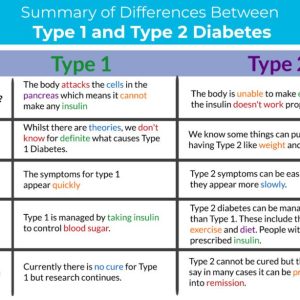 Summary of Differences Between
Type 1 and Type 2 Diabetes
Type 1
Type 2
?
The body attacks the cells in the
pancreas which means it cannot
make any insulin
The body is unable to make
the insulin doesn't work
Whilst there are theories, we don't
know for definite what causes Type
1 Diabetes.
We know some things can
having Type 2 like weight and
The symptoms for type 1
appear quickly
Type 2 symptoms can be
they appear more slowly.
Type 1 is managed by taking insulin
to control blood sugar.
Type 2 diabetes can be
than Type 1. These include
exercise and diet. People with
prescribed insulin.
Currently there is no cure for Type
1 but research continues.
Type 2 cannot be cured but
say in many cases it can be
into remission.